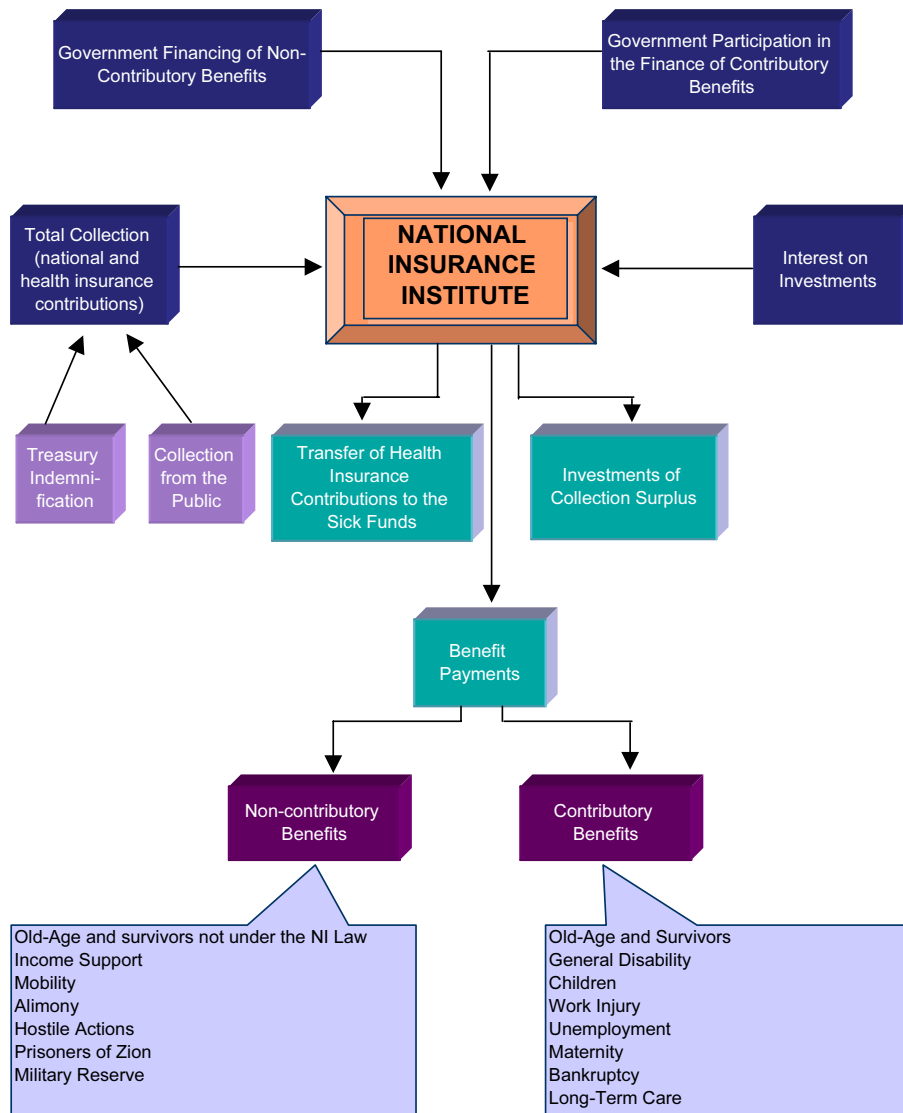 Government Financing of Non-
Contributory Benefits
Government Participation in
the Finance of Contributory
Benefits
Total Collection
(national and
health insurance
contributions)
NATIONAL
INSURANCE
INSTITUTE
Interest on
Investments
Treasury
Indemni-
fication
Collection
from the
Public
Transfer of Health
Insurance
Contributions to the
Sick Funds
Investments of
Collection Surplus
Benefit
Payments
Non-contributory
Benefits
Contributory
Benefits
Old-Age and survivors not under the NI Law
Income Support
Mobility
Alimony
Hostile Actions
Prisoners of Zion
Military Reserve
Old-Age and Survivors
General Disability
Children
Work Injury
Unemployment
Maternity
Bankruptcy
Long-Term Care